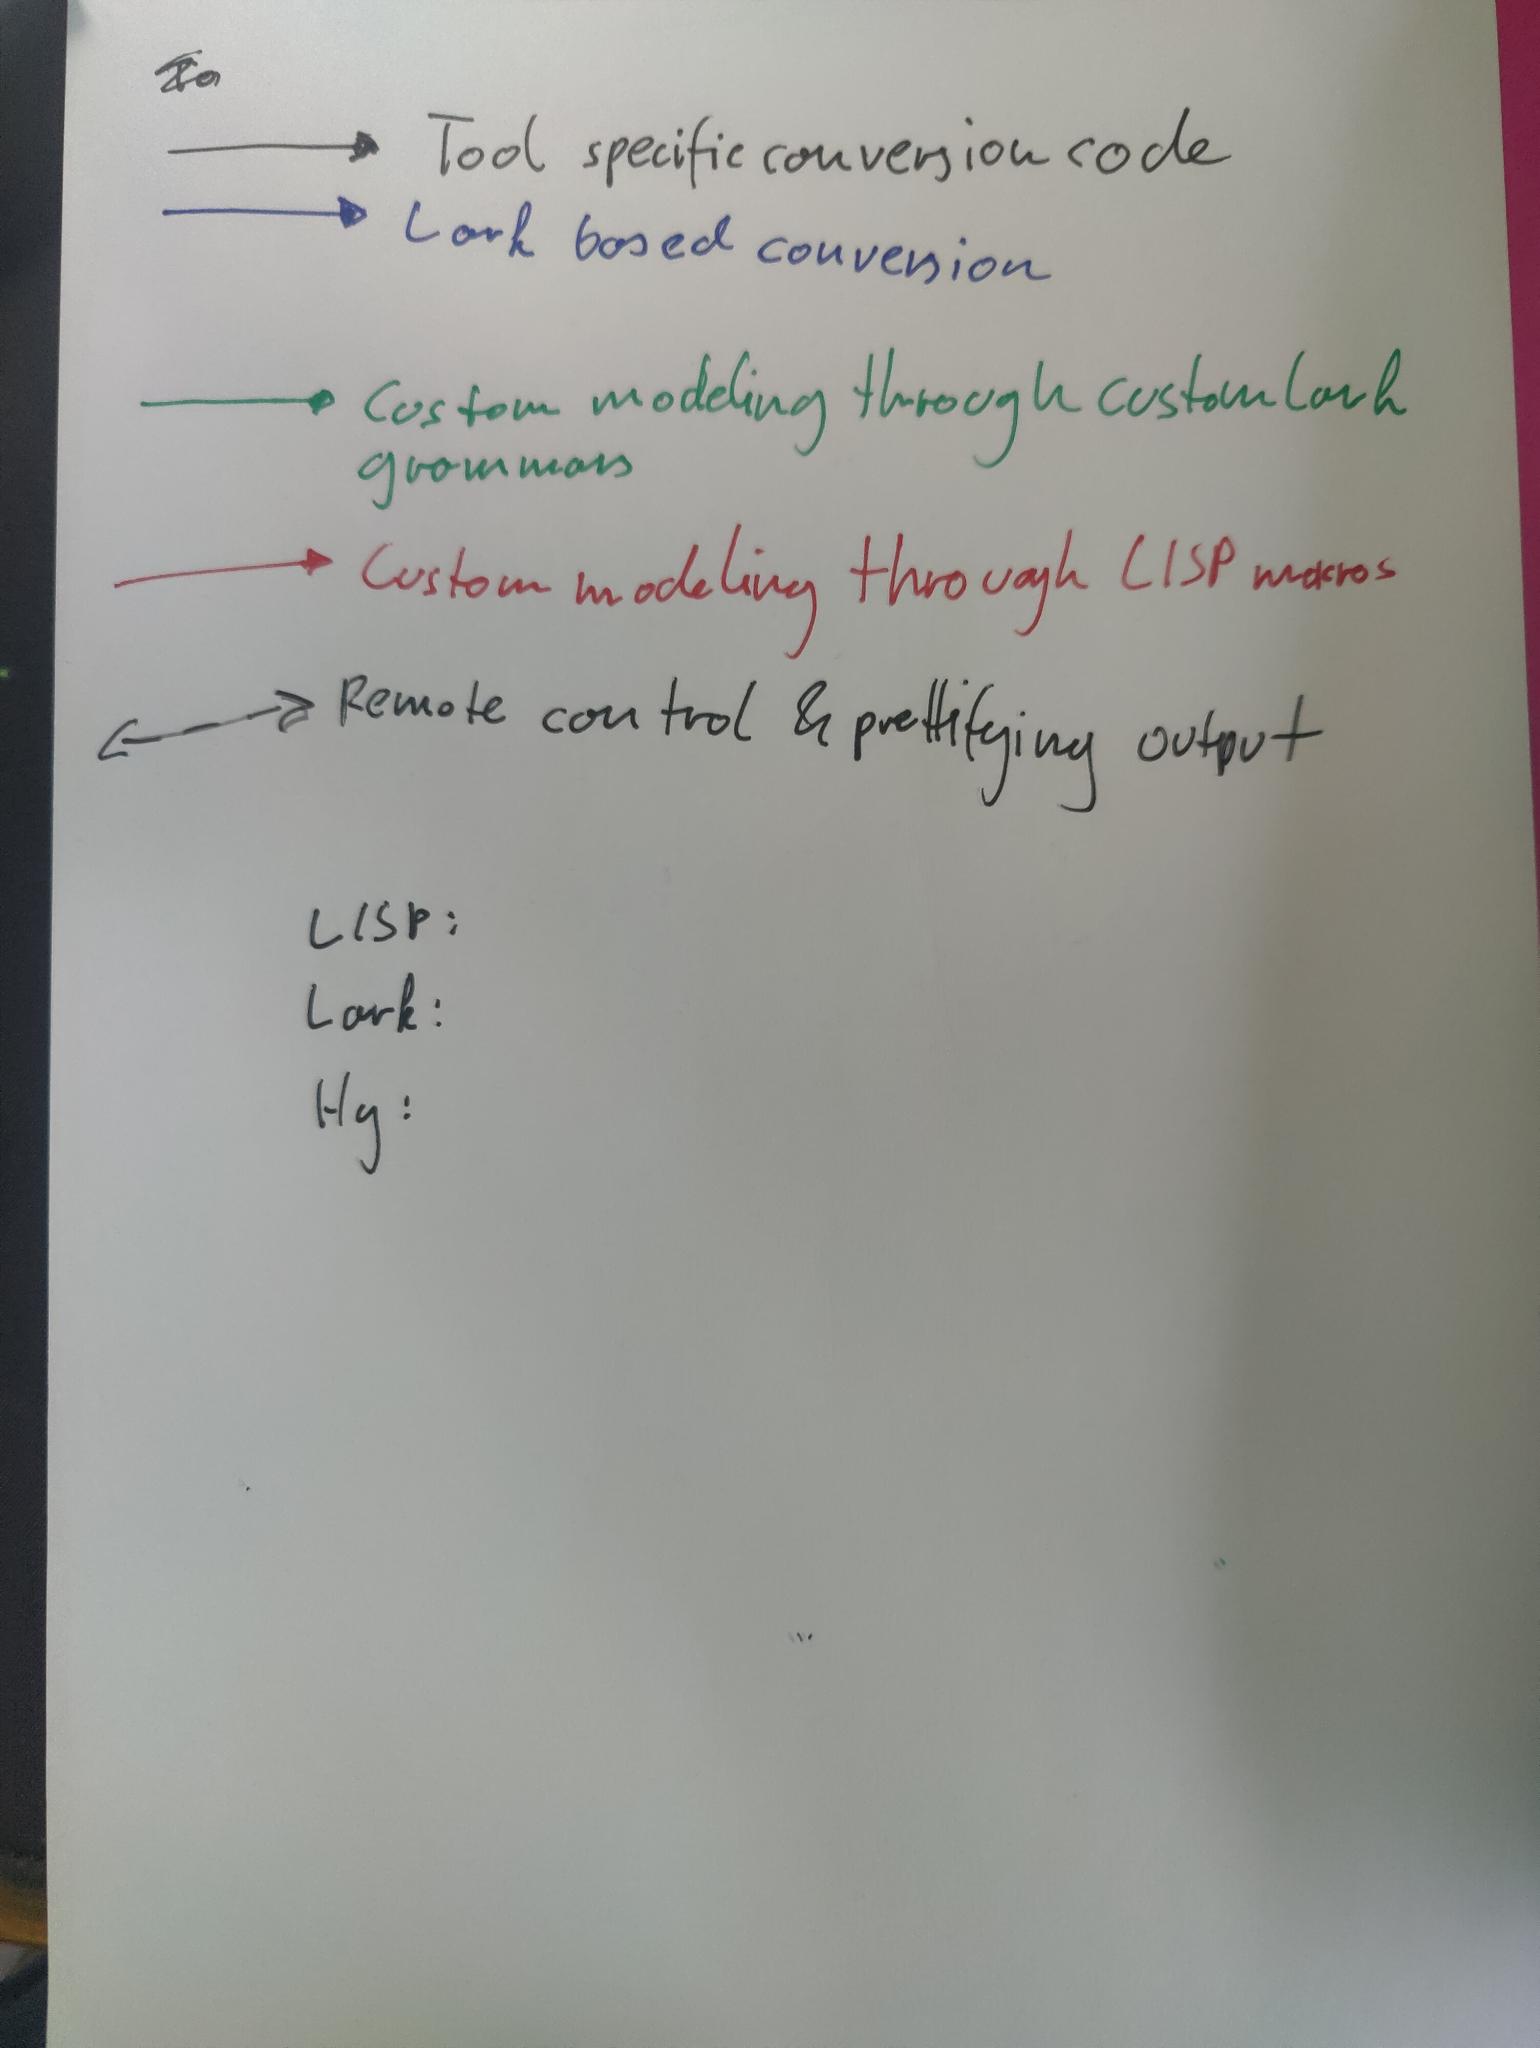 Tool specific conversion code
Lark based conversion
Custom modeling through custom Lark
grammars
Custom modeling through LISP macros
Remote control & prettifying output
LISP:
Lark:
Hy: